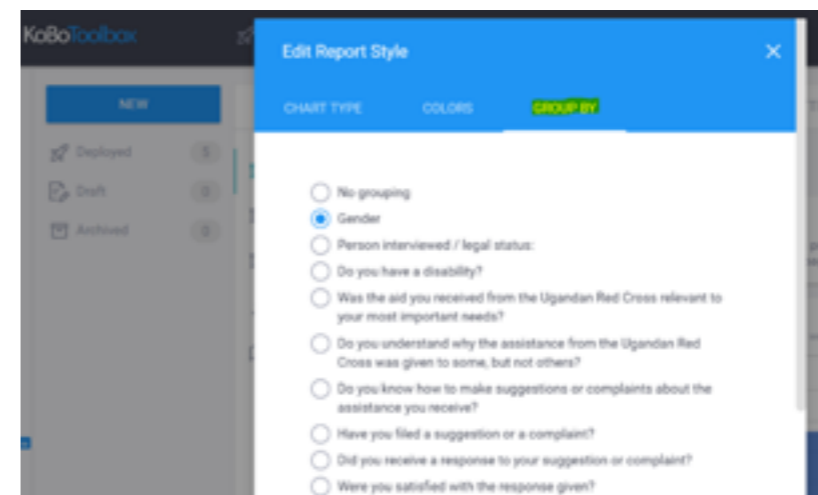 KoBoToolbox
Edit Report Style
NEW
CHART TYPE COLORS GROUP BY
Deployed 5
Draft 0
Archived 0
No grouping
Gender
Person interviewed / legal status:
Do you have a disability?
Was the aid you received from the Ugandan Red Cross relevant to
your most important needs?
Do you understand why the assistance from the Ugandan Red
Cross was given to some, but not others?
Do you know how to make suggestions or complaints about the
assistance you receive?
Have you filed a suggestion or a complaint?
Did you receive a response to your suggestion or complaint?
Were you satisfied with the response given?